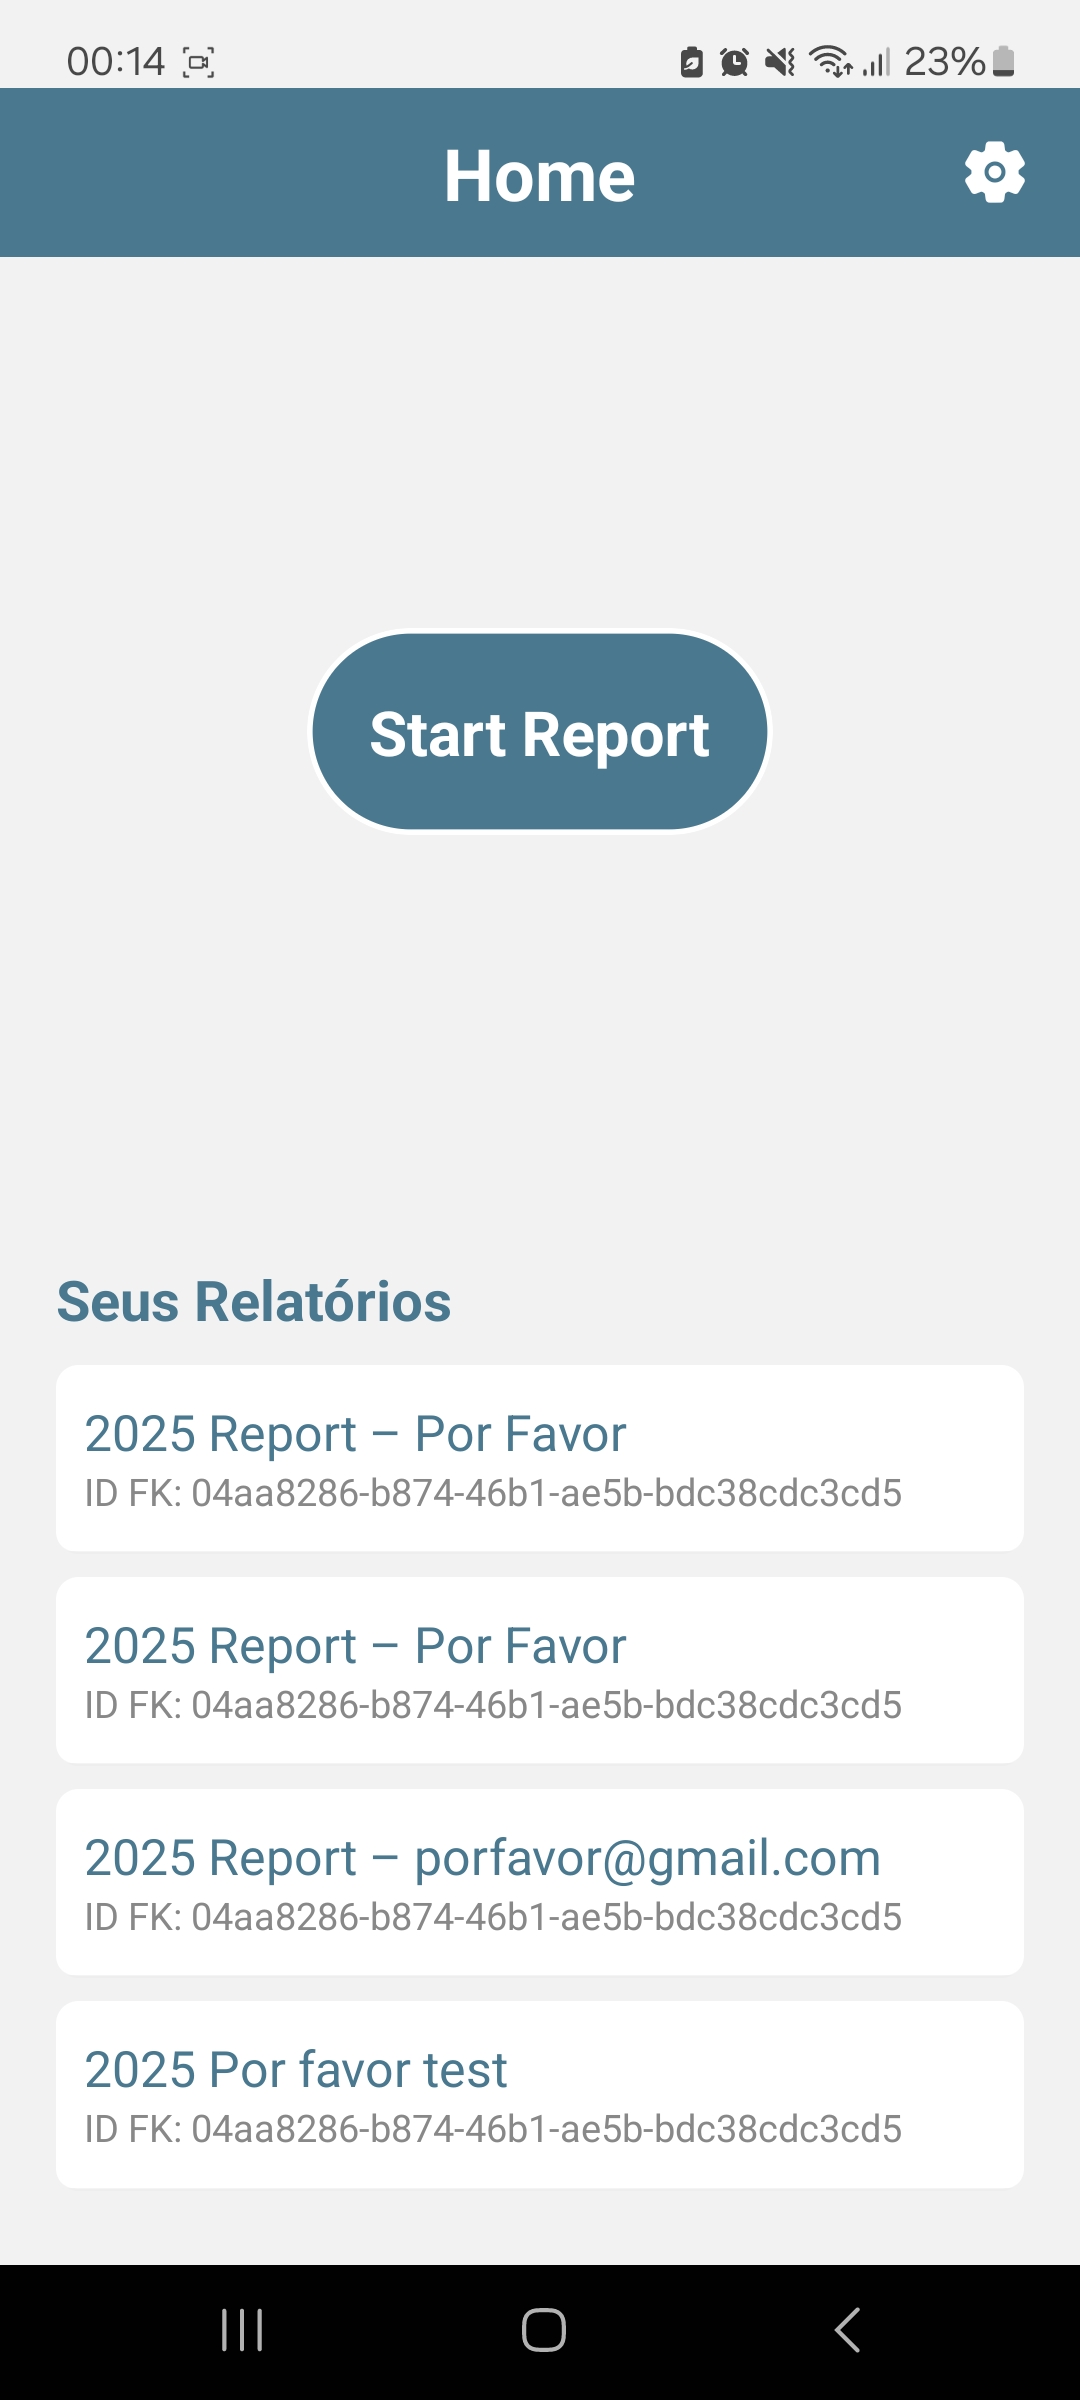 00:14
23%
Home
Start Report
Seus Relatórios
2025 Report – Por Favor
ID FK: 04aa8286-b874-46b1-ae5b-bdc38cdc3cd5
2025 Report – Por Favor
ID FK: 04aa8286-b874-46b1-ae5b-bdc38cdc3cd5
2025 Report – porfavor@gmail.com
ID FK: 04aa8286-b874-46b1-ae5b-bdc38cdc3cd5
2025 Por favor test
ID FK: 04aa8286-b874-46b1-ae5b-bdc38cdc3cd5